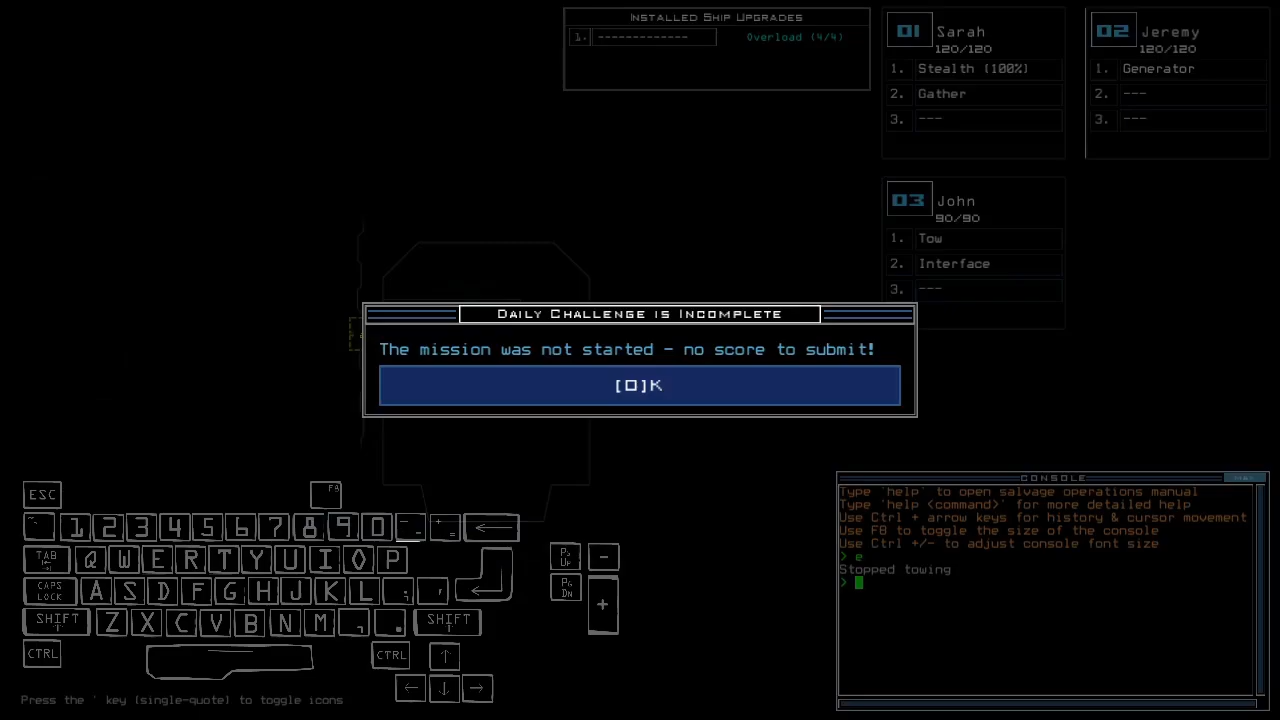 Installed Ship Upgrades
1. ------------- Overload (4/4)
01 Sarah
120/120
1. Stealth (100%)
2. Gather
3. ---
02 Jeremy
120/120
1. Generator
2. ---
3. ---
03 John
90/90
1. Tow
2. Interface
3. ---
Daily Challenge is Incomplete
The mission was not started - no score to submit!
[O]K
ESC F9
~ 1 2 3 4 5 6 7 8 9 0 - _ + =
TAB Q W E R T Y U I O P
CAPS LOCK A S D F G H J K L ; '
SHIFT Z X C V B N M , . SHIFT
CTRL CTRL
Pg Up -
Pg Dn +
Press the ' key (single-quote) to toggle icons
Console
Type 'help' to open salvage operations manual
Type 'help <command>' for more detailed help
Use Ctrl + arrow keys for history & cursor movement
Use F8 to toggle the size of the console
Use Ctrl +/- to adjust console font size
> e
Stopped towing
>